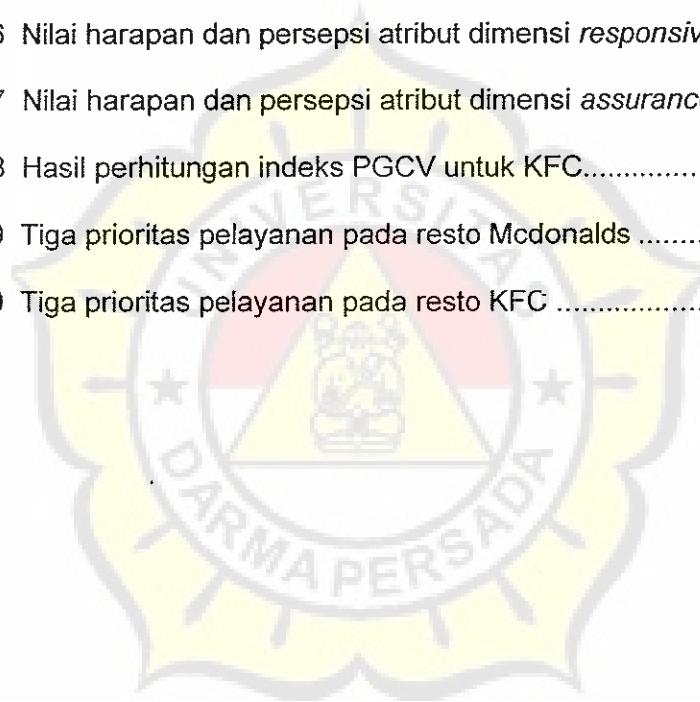 6 Nilai harapan dan persepsi atribut dimensi responsiv
7 Nilai harapan dan persepsi atribut dimensi assuranc
8 Hasil perhitungan indeks PGCV untuk KFC..............
9 Tiga prioritas pelayanan pada resto Mcdonalds ........
Tiga prioritas pelayanan pada resto KFC ...................
UNIVERSITA
DARMA PERSADA